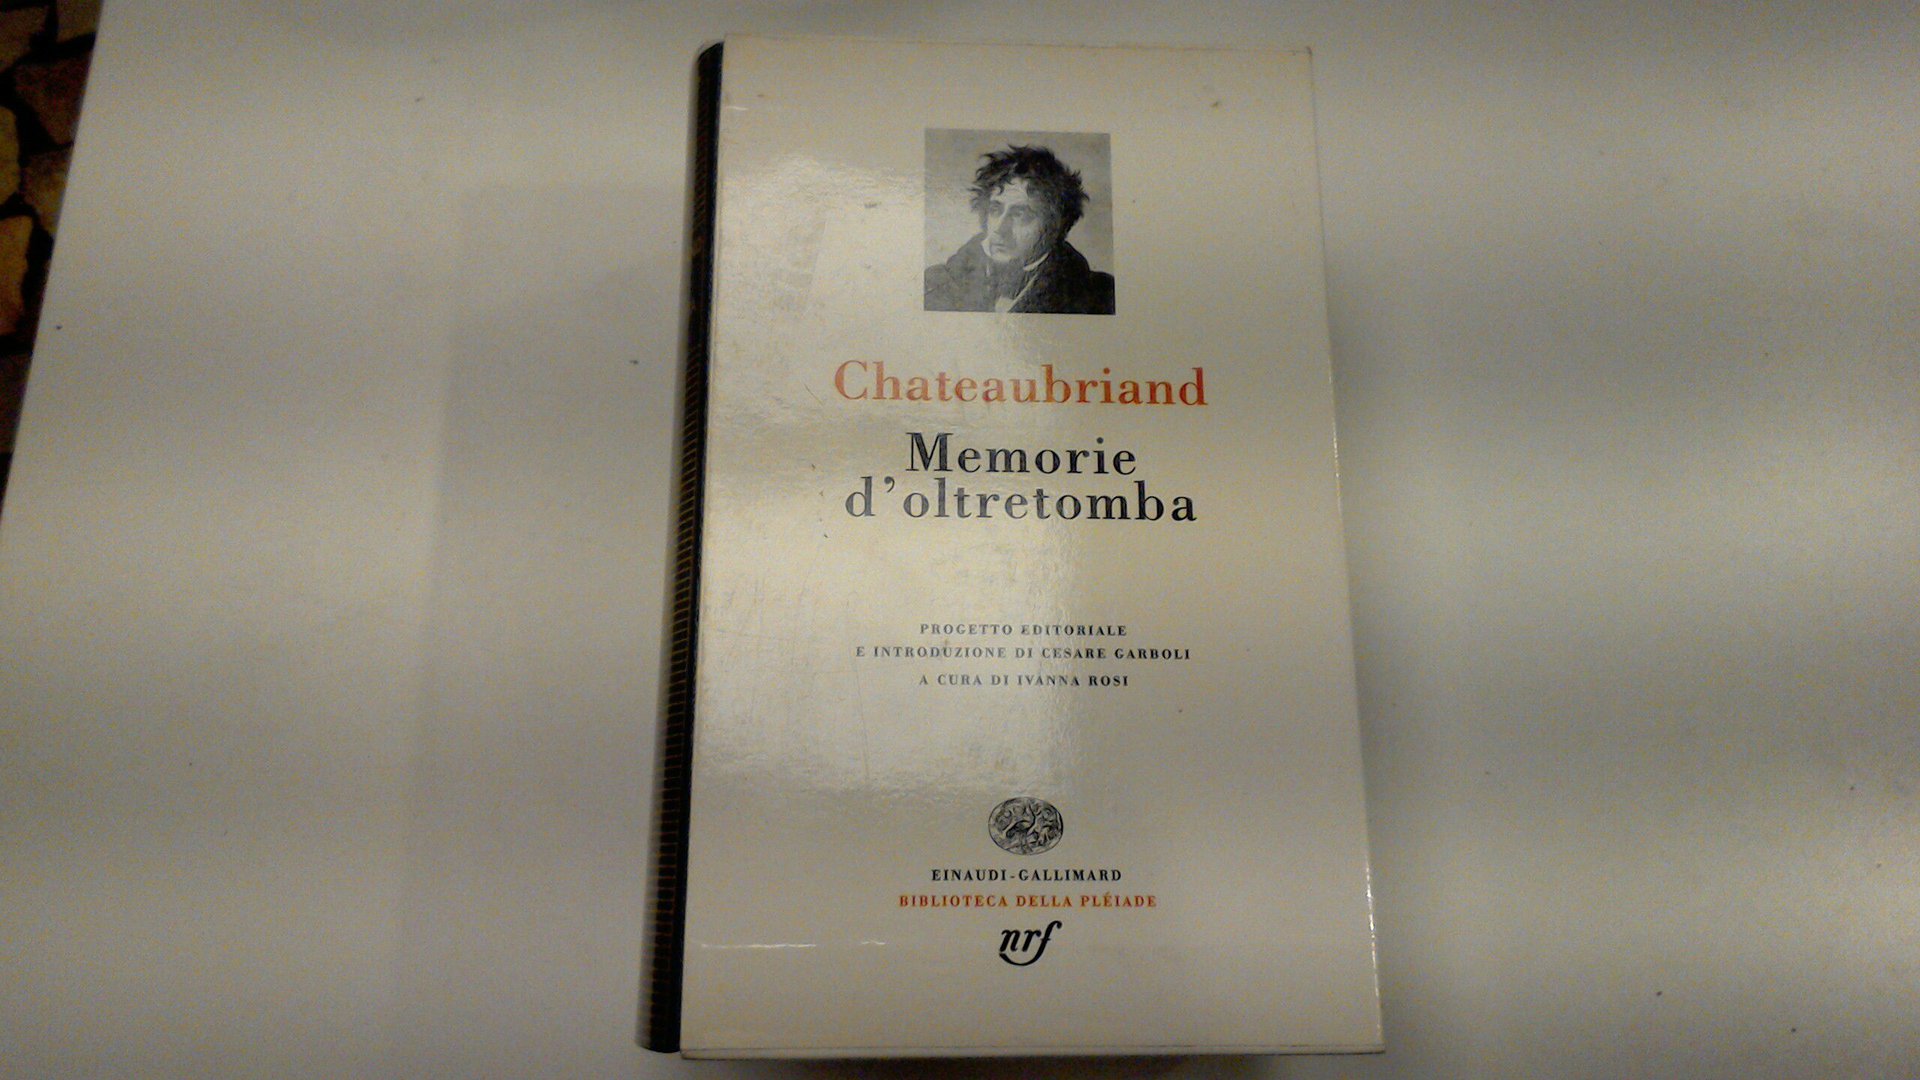 Chateaubriand
Memorie
d'oltretomba
PROGETTO EDITORIALE
E INTRODUZIONE DI CESARE GARBOLI
A CURA DI IVANNA ROSI
EINAUDI-GALLIMARD
BIBLIOTECA DELLA PLÉIADE
nrf